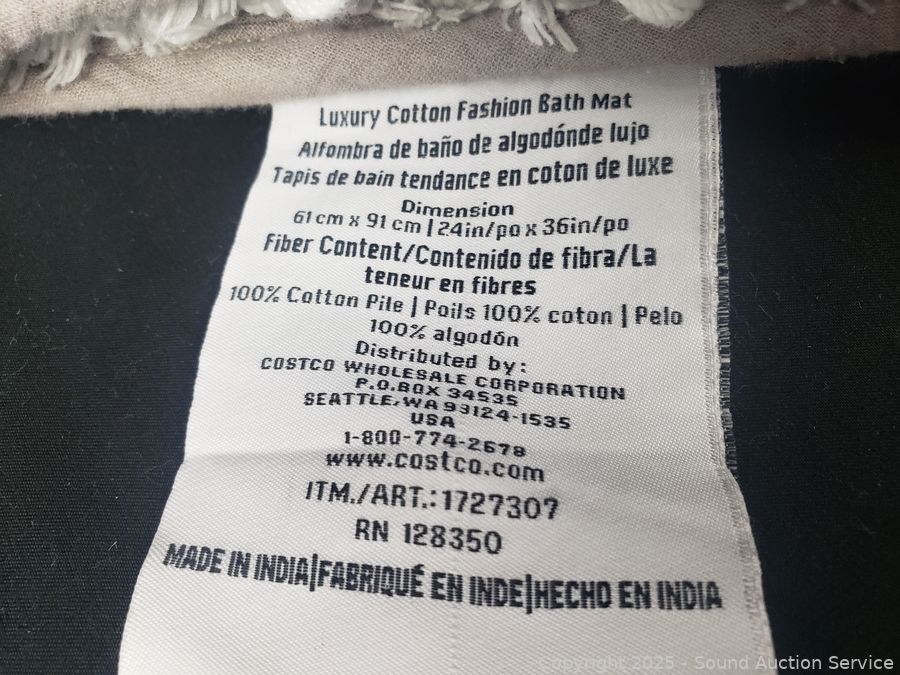 Luxury Cotton Fashion Bath Mat
Alfombra de baño de algodónde lujo
Tapis de bain tendance en coton de luxe
Dimension
61 cm x 91 cm | 24in/po x 36in/po
Fiber Content/Contenido de fibra/La
teneur en fibres
100% Cotton Pile | Poils 100% coton | Pelo
100% algodón
Distributed by:
COSTCO WHOLESALE CORPORATION
P.O.BOX 34535
SEATTLE,WA 93124-1535
USA
1-800-774-2678
www.costco.com
ITM./ART.:1727307
RN 128350
MADE IN INDIA|FABRIQUÉ EN INDE|HECHO EN INDIA
Copyright 2025 - Sound Auction Service